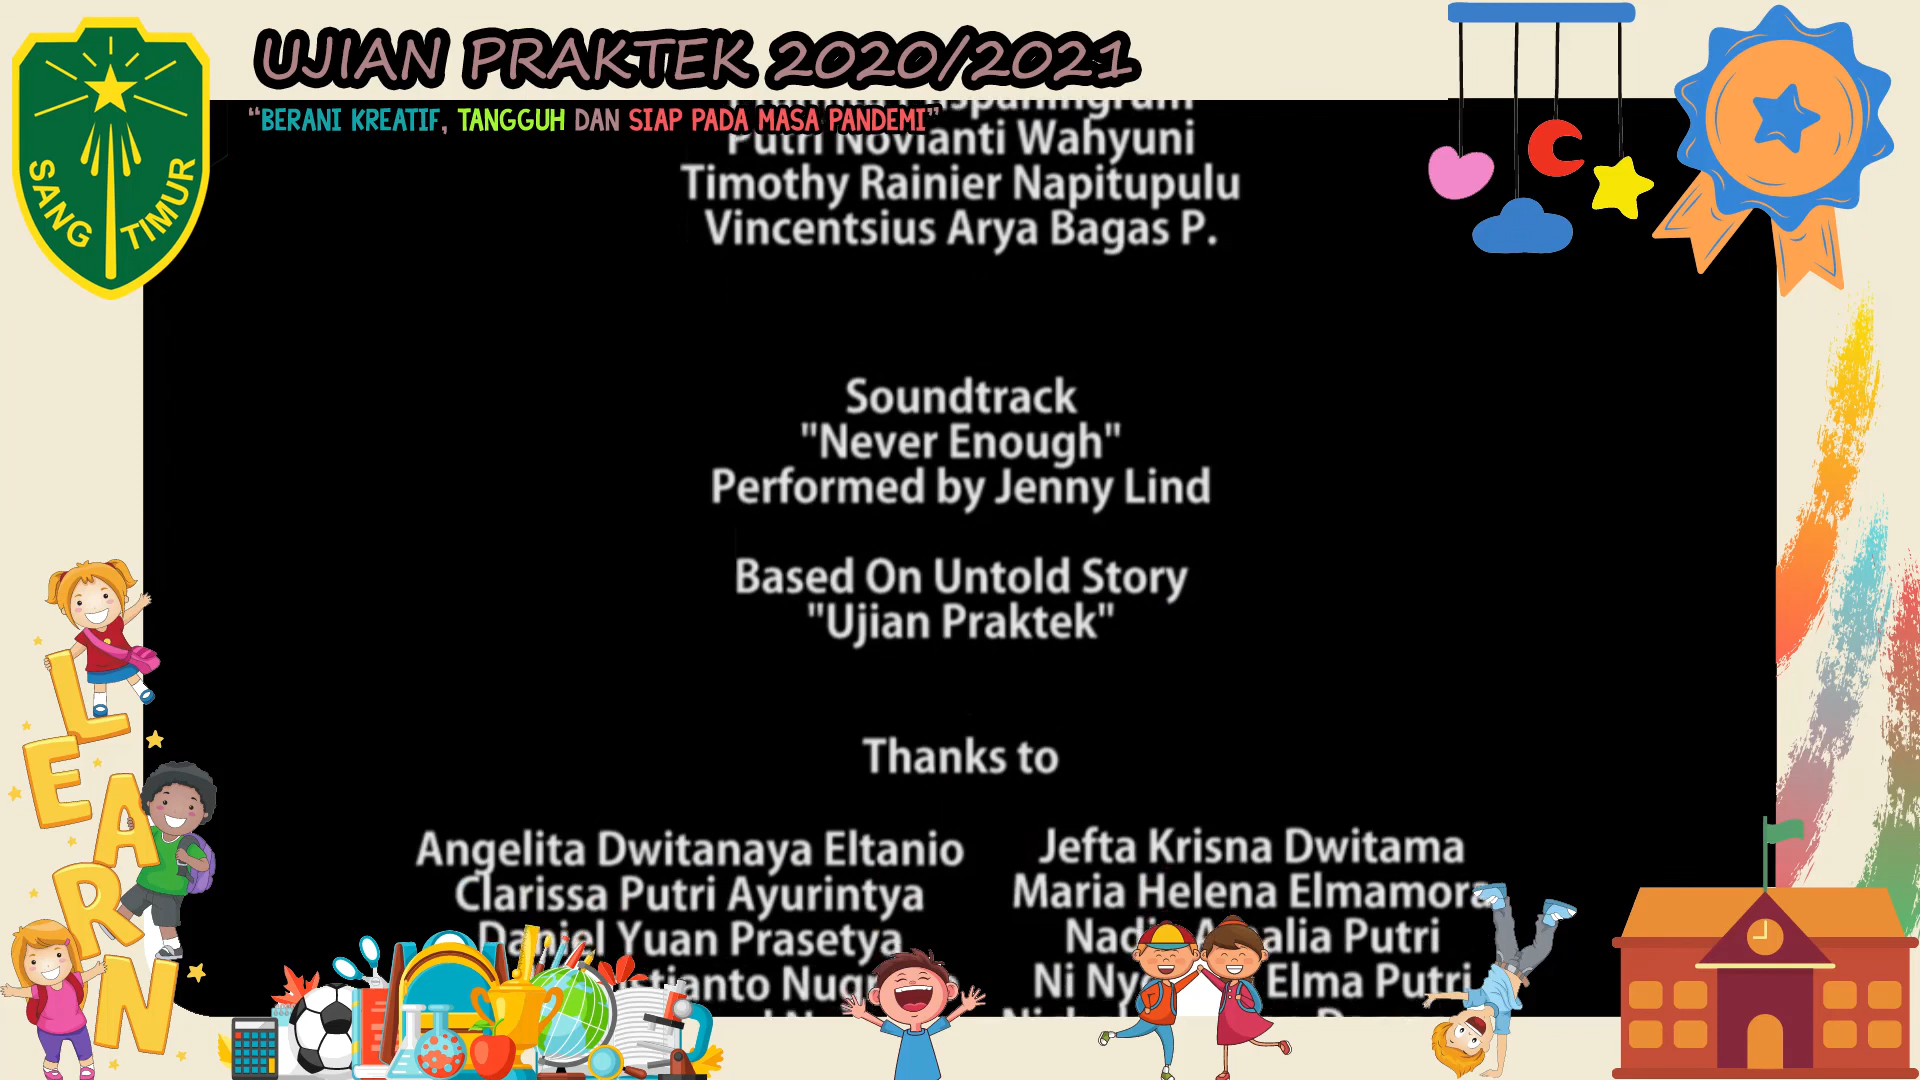 UJIAN PRAKTEK 2020/2021
"BERANI KREATIF, TANGGUH DAN SIAP PADA MASA PANDEMI"
SANG TIMUR
Putri Novianti Wahyuni
Timothy Rainier Napitupulu
Vincentsius Arya Bagas P.
Soundtrack
"Never Enough"
Performed by Jenny Lind
Based On Untold Story
"Ujian Praktek"
Thanks to
Angelita Dwitanaya Eltanio
Clarissa Putri Ayurintya
Daniel Yuan Prasetya
Jefta Krisna Dwitama
Maria Helena Elmamora
Putri
Ni
Elma Putri
LEARN